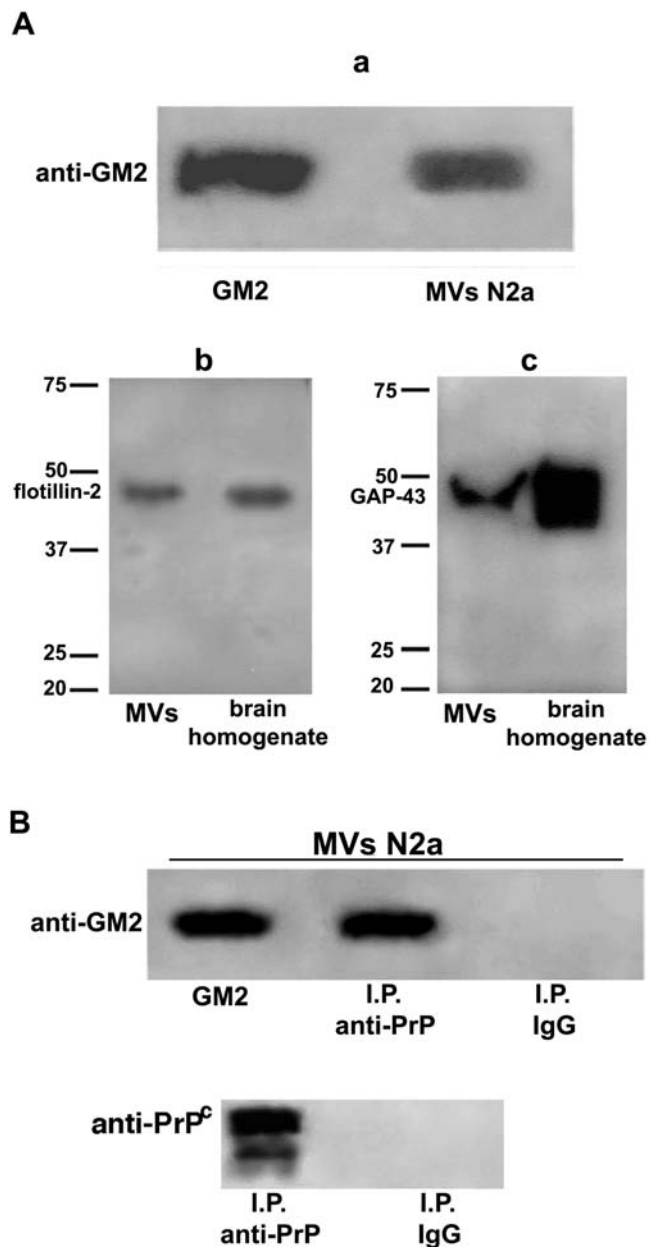 A
a
anti-GM2
GM2 MVs N2a
b
75
50
flotillin-2
37
25
20
MVs brain
homogenate
c
75
50
GAP-43
37
25
20
MVs brain
homogenate
B
MVs N2a
anti-GM2
GM2 I.P. I.P.
anti-PrP IgG
anti-PrPc
I.P. I.P.
anti-PrP IgG